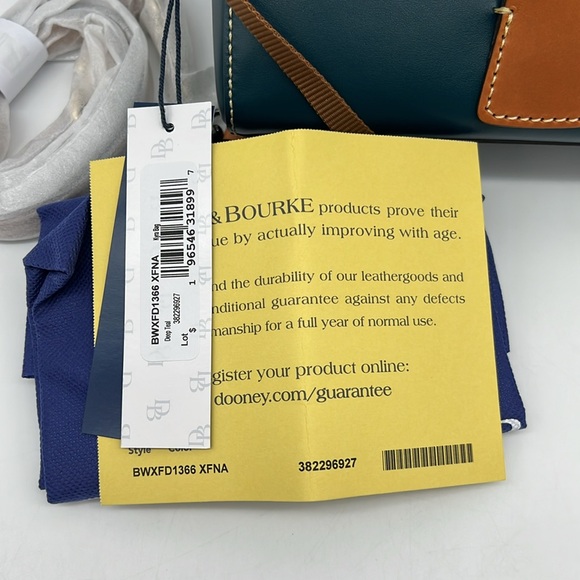 & BOURKE products prove their
ue by actually improving with age.
nd the durability of our leathergoods and
nditional guarantee against any defects
manship for a full year of normal use.
gister your product online:
dooney.com/guarantee
Style Color
BWXFD1366 XFNA 382296927
BWXFD1366 XFNA
Deep Teal
382296927
Lot $
1 96546 31899 7